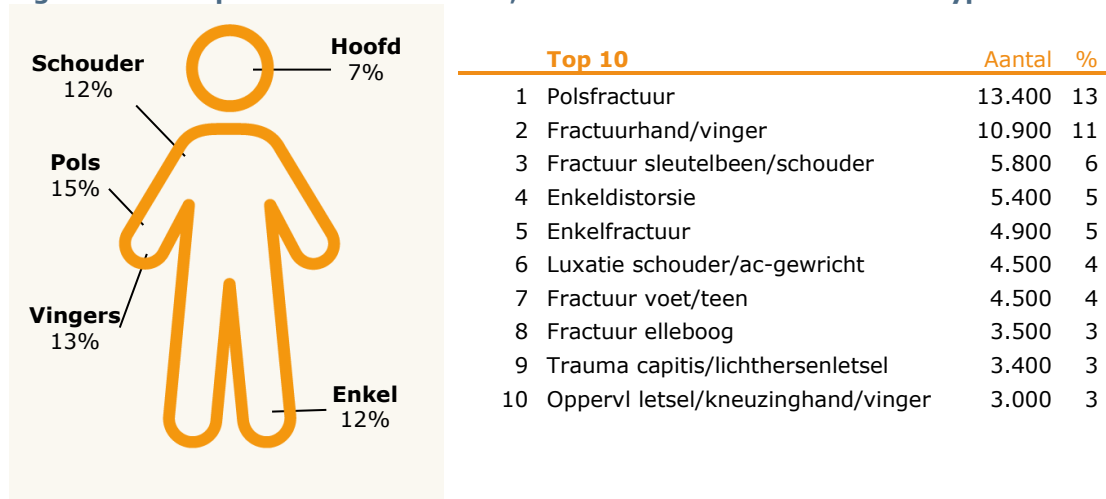 Schouder
12%
Hoofd
7%
Pols
15%
Vingers
13%
Enkel
12%
Top 10 Aantal %
1 Polsfractuur 13.400 13
2 Fractuurhand/vinger 10.900 11
3 Fractuur sleutelbeen/schouder 5.800 6
4 Enkeldistorsie 5.400 5
5 Enkelfractuur 4.900 5
6 Luxatie schouder/ac-gewricht 4.500 4
7 Fractuur voet/teen 4.500 4
8 Fractuur elleboog 3.500 3
9 Trauma capitis/lichthersenletsel 3.400 3
10 Oppervl letsel/kneuzinghand/vinger 3.000 3